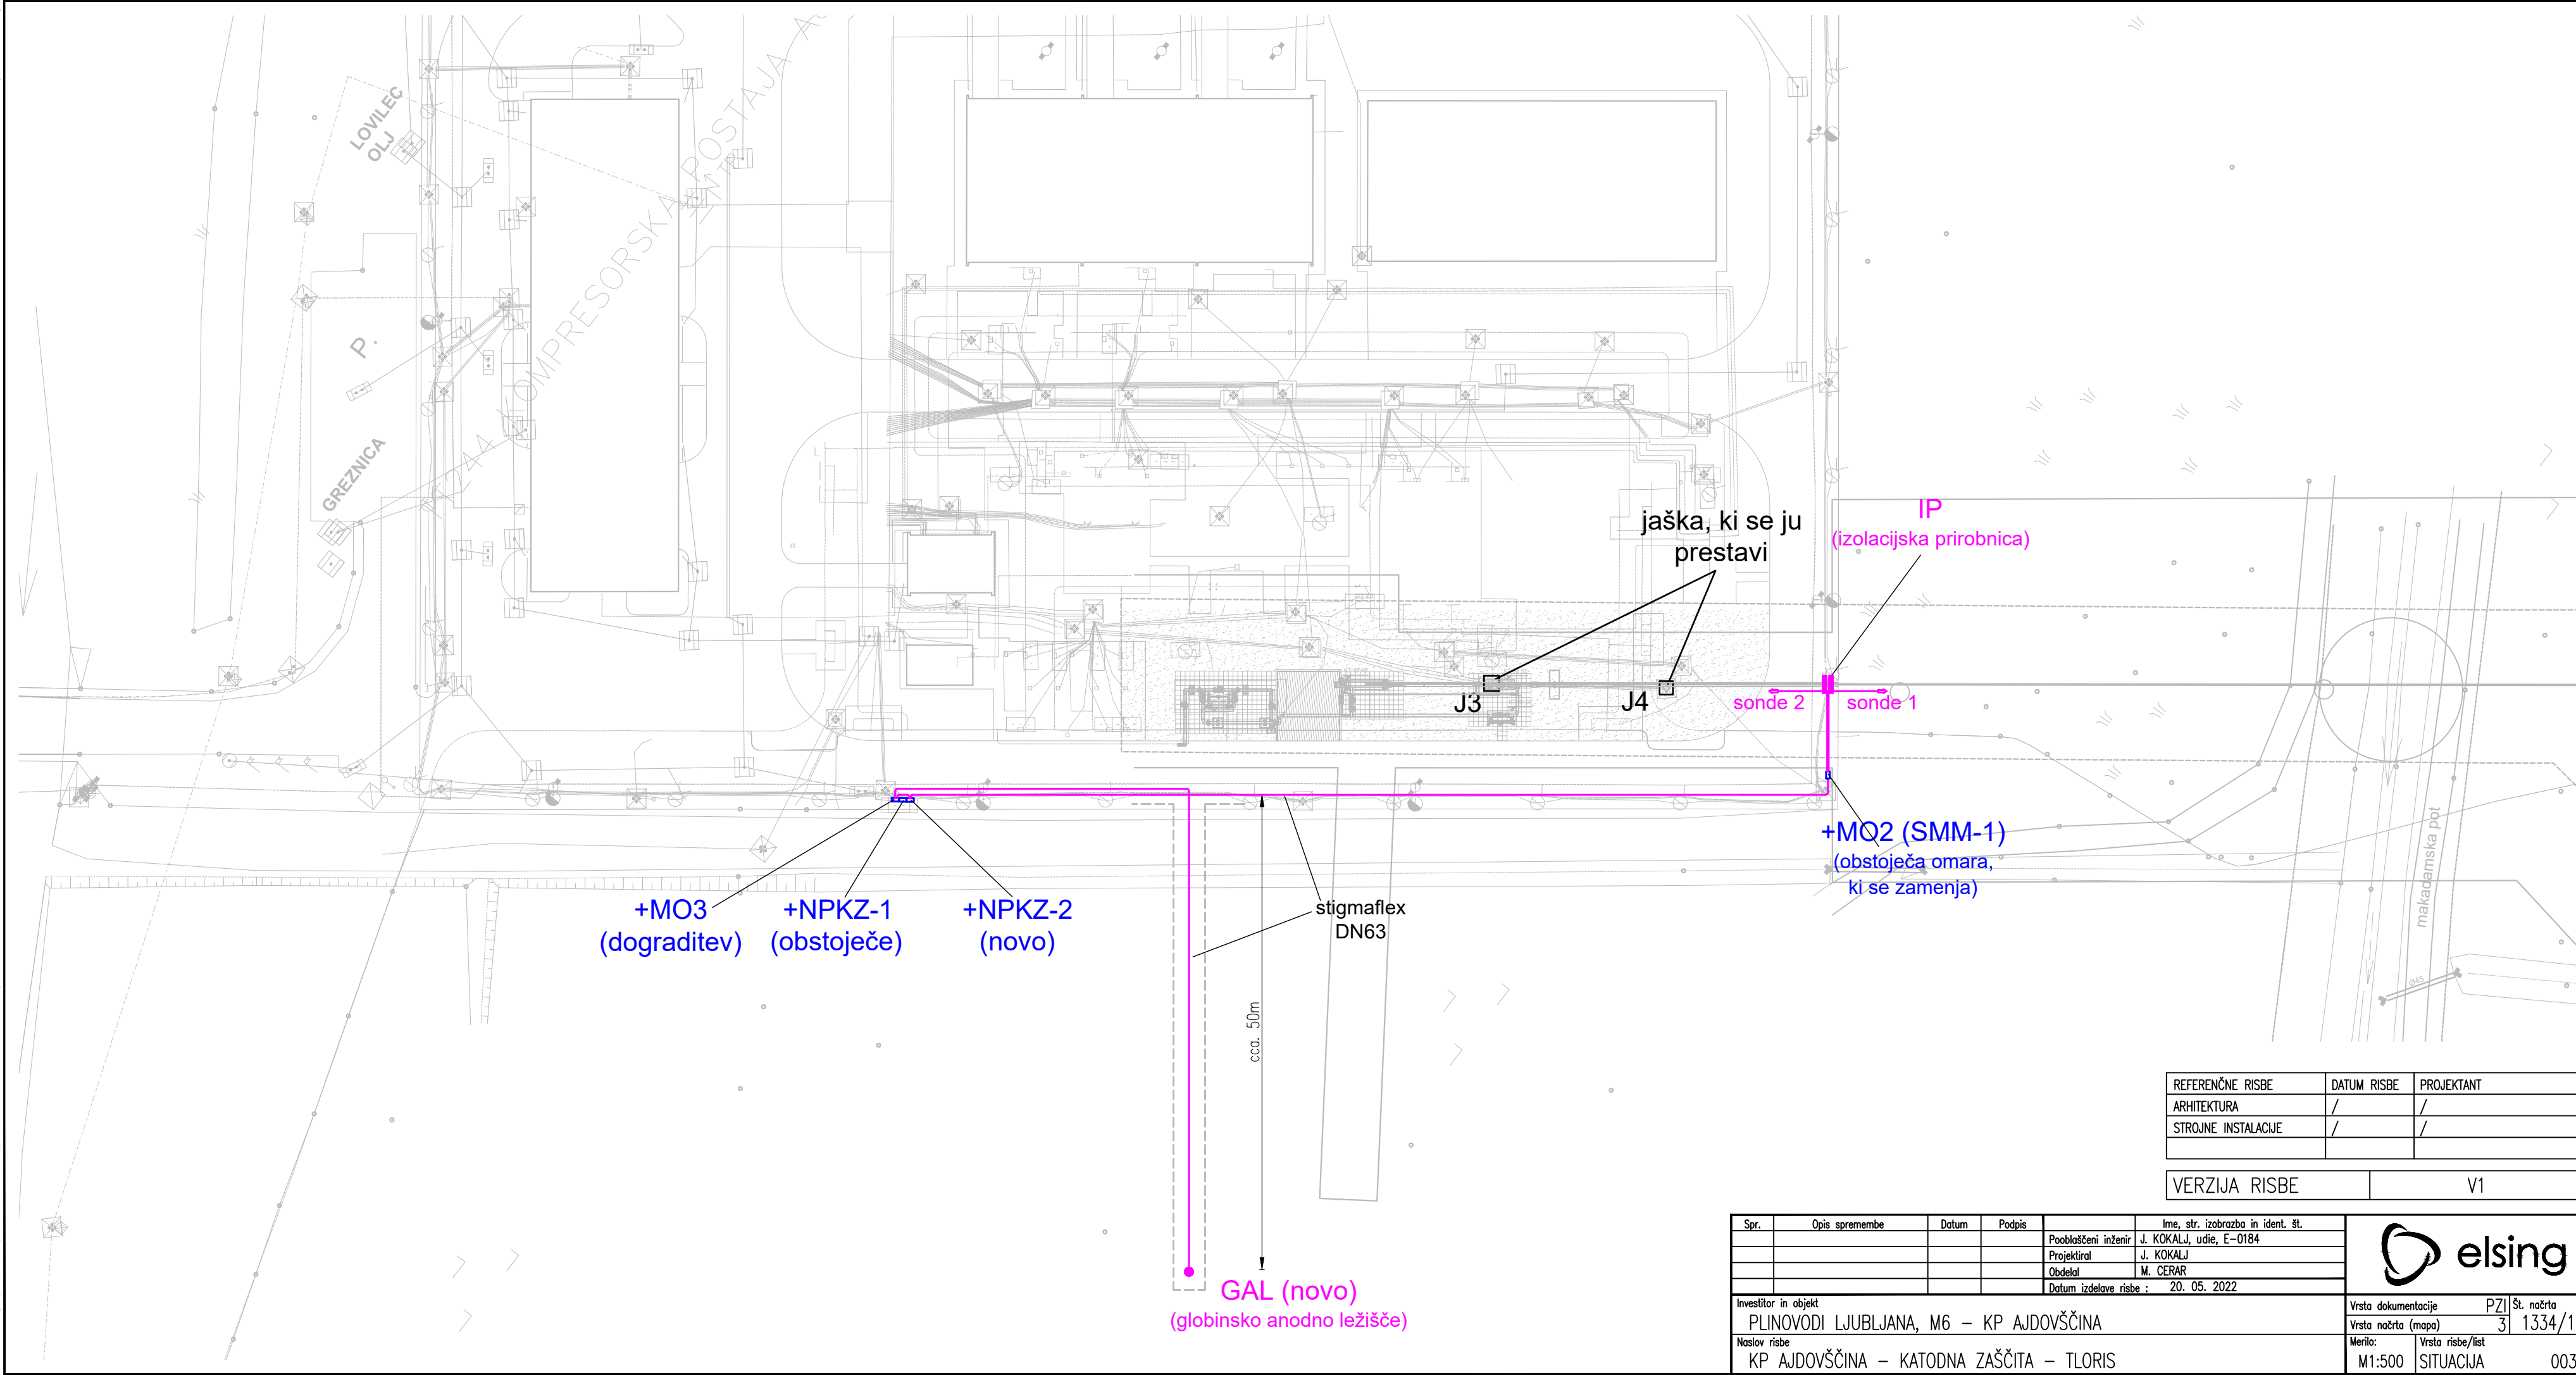 LOVILEC
OLJ
KOMPRESORSKA POSTAJA
P.
GREZNICA
jaška, ki se ju
prestavi
IP
(izolacijska prirobnica)
J3
J4
sonde 2
sonde 1
+MO2 (SMM-1)
(obstoječa omara,
ki se zamenja)
makadamska pot
Ø45
+MO3
(dograditev)
+NPKZ-1
(obstoječe)
+NPKZ-2
(novo)
stigmaflex
DN63
cca. 50m
GAL (novo)
(globinsko anodno ležišče)
REFERENČNE RISBE DATUM RISBE PROJEKTANT
ARHITEKTURA / /
STROJNE INSTALACIJE / /
VERZIJA RISBE V1
Spr. Opis spremembe Datum Podpis Ime, str. izobrazba in ident. št.
Pooblaščeni inženir J. KOKALJ, udie, E-0184
Projektiral J. KOKALJ
Obdelal M. CERAR
Datum izdelave risbe : 20. 05. 2022
elsing
Investitor in objekt
PLINOVODI LJUBLJANA, M6 - KP AJDOVŠČINA
Naslov risbe
KP AJDOVŠČINA - KATODNA ZAŠČITA - TLORIS
Vrsta dokumentacije PZI Št. načrta
Vrsta načrta (mapa) 3 1334/1
Merilo: Vrsta risbe/list
M1:500 SITUACIJA 003